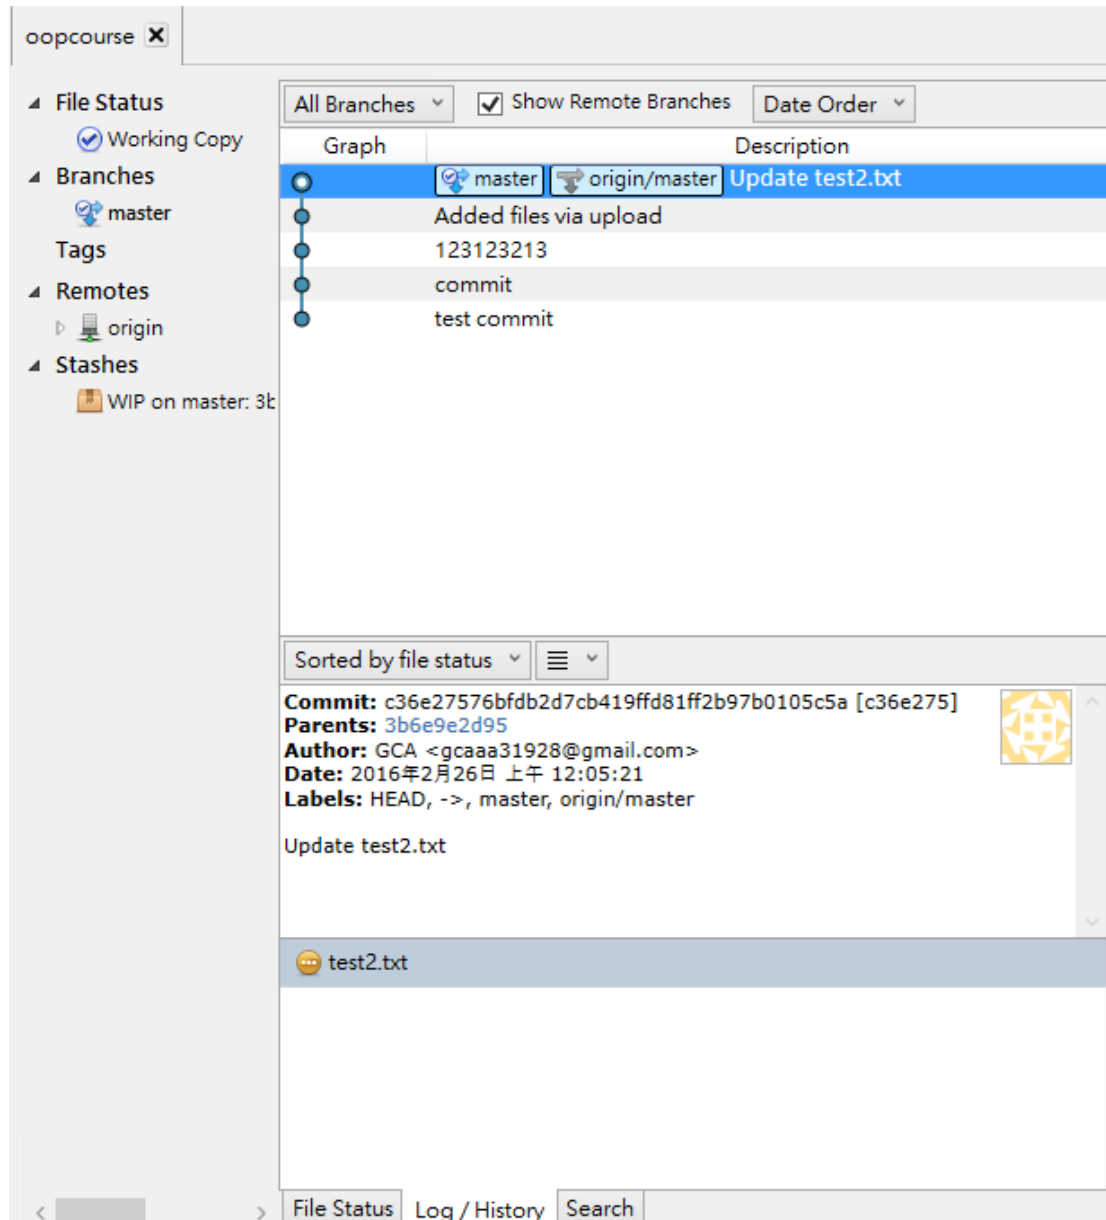 oopcourse
File Status
Working Copy
Branches
master
Tags
Remotes
origin
Stashes
WIP on master: 3b
All Branches
Show Remote Branches
Date Order
Graph
Description
master origin/master Update test2.txt
Added files via upload
123123213
commit
test commit
Sorted by file status
Commit: c36e27576bfdb2d7cb419ffd81ff2b97b0105c5a [c36e275]
Parents: 3b6e9e2d95
Author: GCA <gcaaa31928@gmail.com>
Date: 2016年2月26日 上午 12:05:21
Labels: HEAD, ->, master, origin/master
Update test2.txt
test2.txt
File Status
Log / History
Search